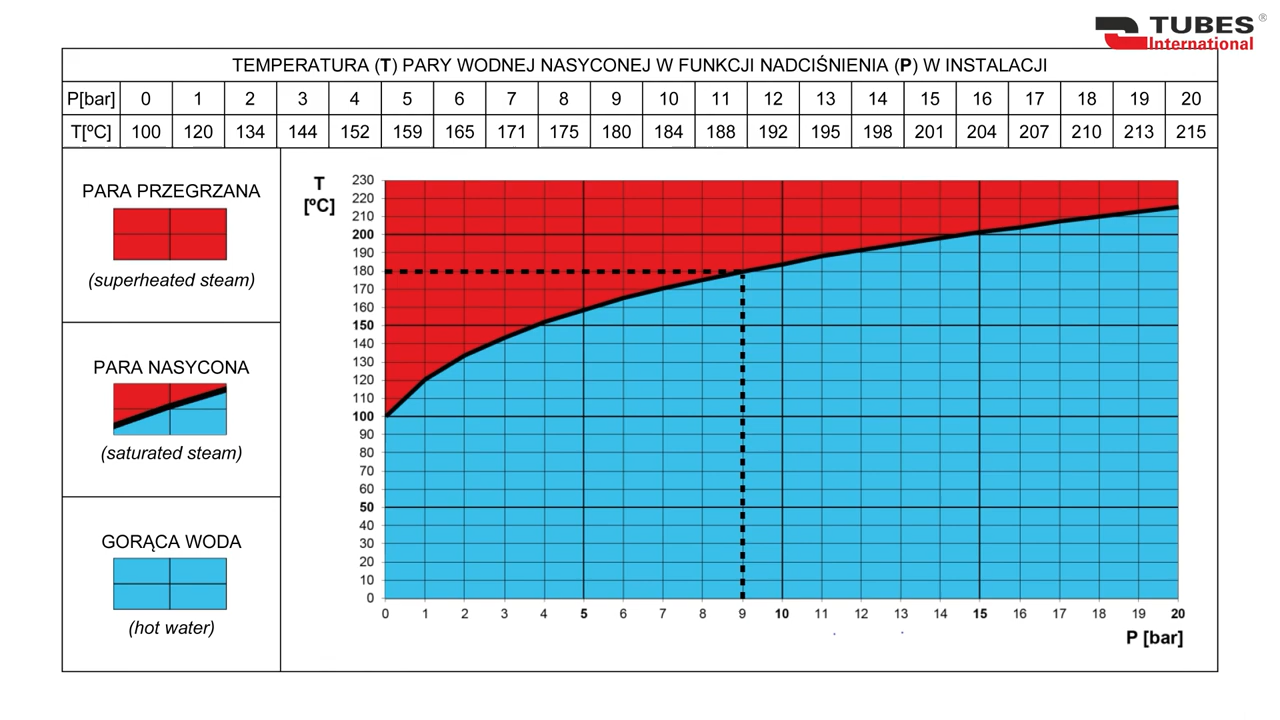 TUBES ®
International
TEMPERATURA (T) PARY WODNEJ NASYCONEJ W FUNKCJI NADCIŚNIENIA (P) W INSTALACJI
P[bar] 0 1 2 3 4 5 6 7 8 9 10 11 12 13 14 15 16 17 18 19 20
T[ºC] 100 120 134 144 152 159 165 171 175 180 184 188 192 195 198 201 204 207 210 213 215
PARA PRZEGRZANA
(superheated steam)
PARA NASYCONA
(saturated steam)
GORĄCA WODA
(hot water)
T
[ºC]
230
220
210
200
190
180
170
160
150
140
130
120
110
100
90
80
70
60
50
40
30
20
10
0
0 1 2 3 4 5 6 7 8 9 10 11 12 13 14 15 16 17 18 19 20
P [bar]